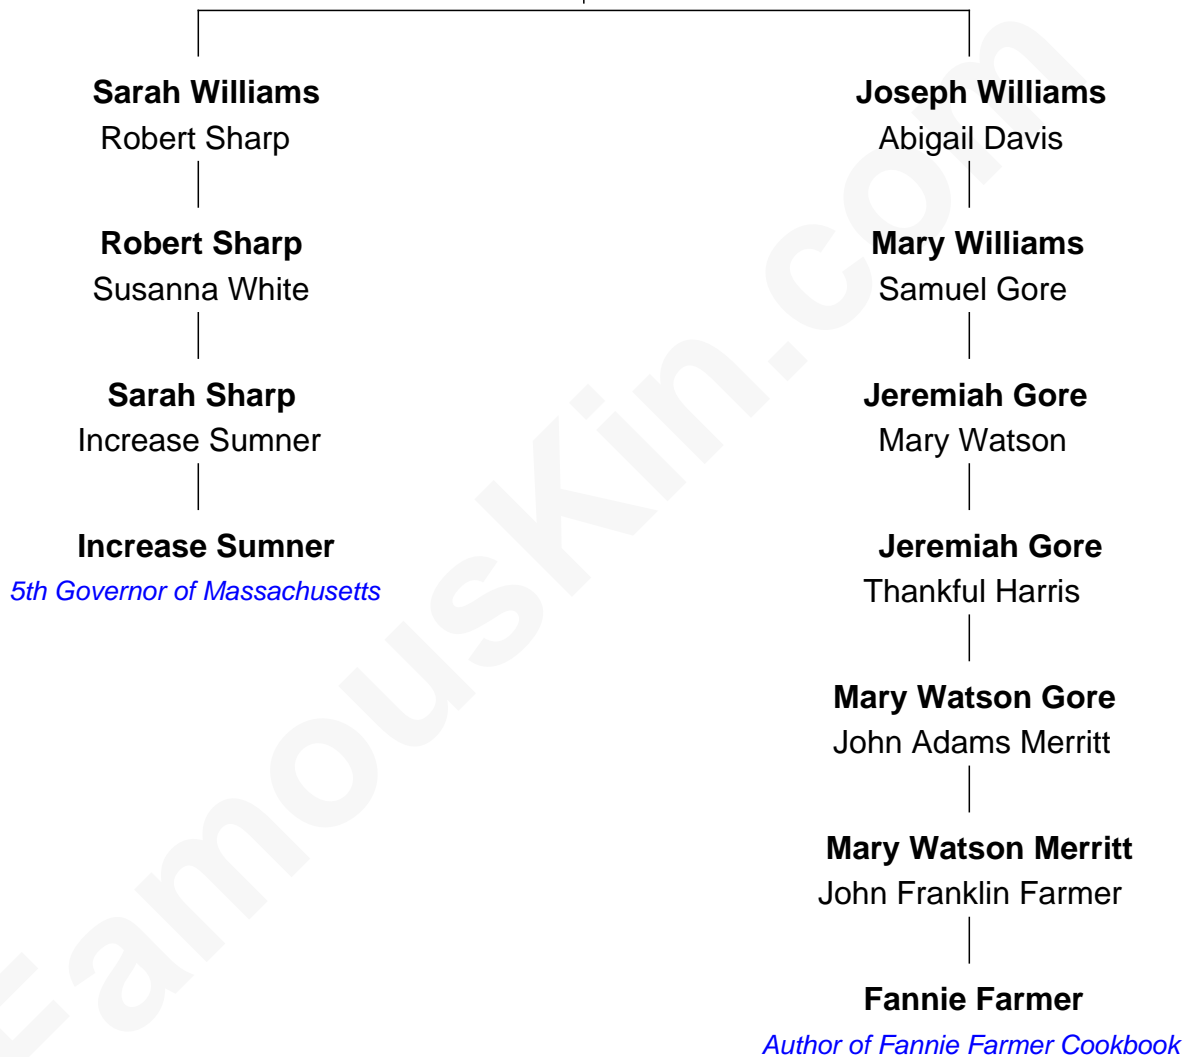 Sarah Williams
Robert Sharp
Robert Sharp
Susanna White
Sarah Sharp
Increase Sumner
Increase Sumner
5th Governor of Massachusetts
Joseph Williams
Abigail Davis
Mary Williams
Samuel Gore
Jeremiah Gore
Mary Watson
Jeremiah Gore
Thankful Harris
Mary Watson Gore
John Adams Merritt
Mary Watson Merritt
John Franklin Farmer
Fannie Farmer
Author of Fannie Farmer Cookbook
FamousKin.com